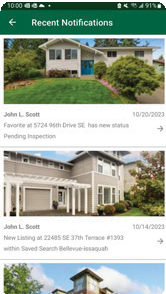 10:00
91%
Recent Notifications
John L. Scott 10/20/2023
Favorite at 5724 96th Drive SE has new status
Pending Inspection
John L. Scott 10/14/2023
New Listing at 22485 SE 37th Terrace #1393
within Saved Search Bellevue-Issaquah